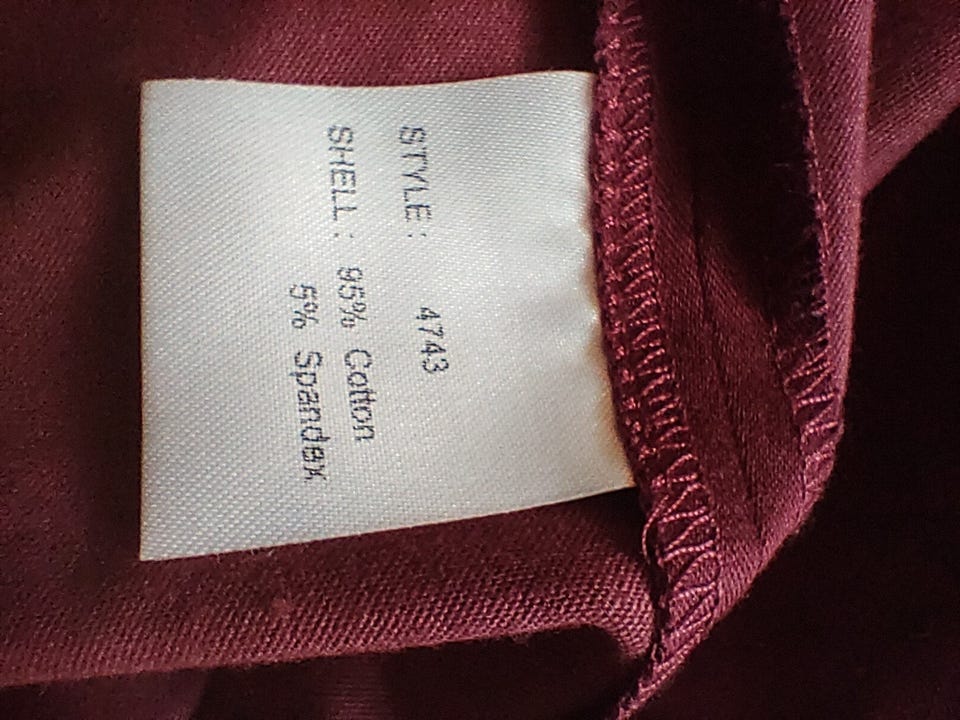 STYLE: 4743
SHELL: 95% Cotton
5% Spandex